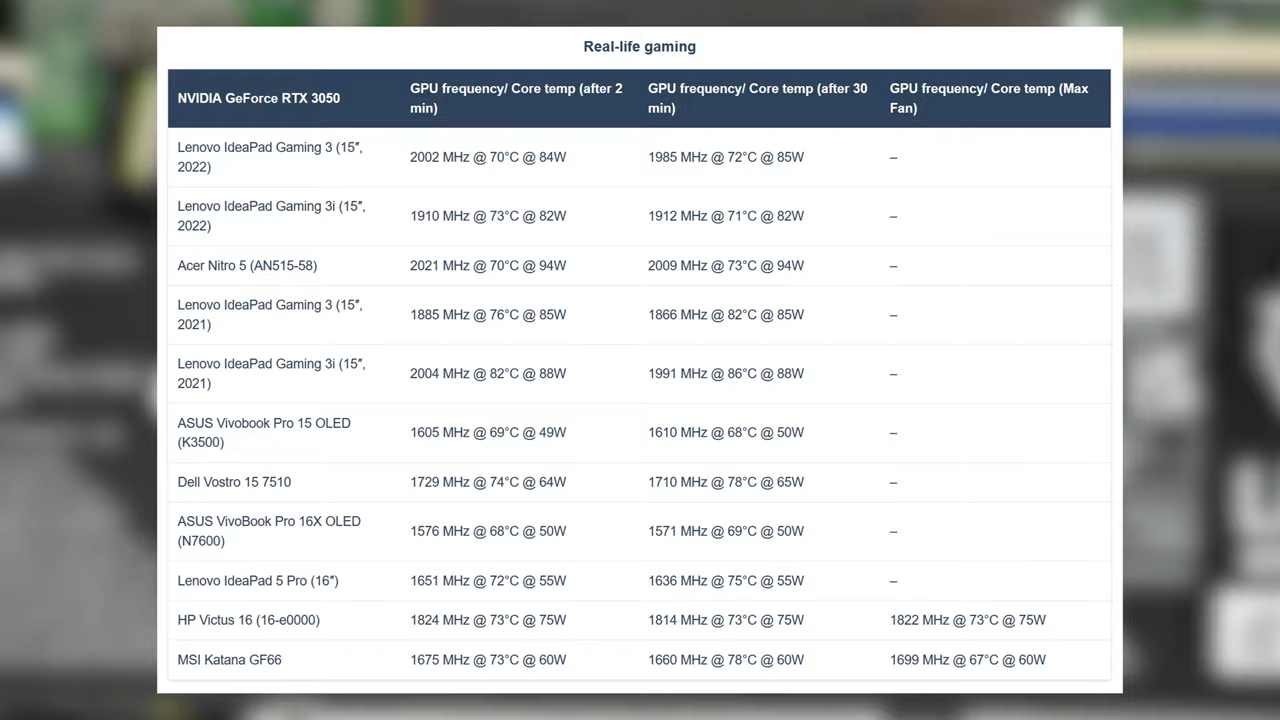 Real-life gaming
NVIDIA GeForce RTX 3050
GPU frequency/ Core temp (after 2
min)
GPU frequency/ Core temp (after 30
min)
GPU frequency/ Core temp (Max
Fan)
Lenovo IdeaPad Gaming 3 (15″,
2022)
2002 MHz @ 70°C @ 84W
1985 MHz @ 72°C @ 85W
–
Lenovo IdeaPad Gaming 3i (15″,
2022)
1910 MHz @ 73°C @ 82W
1912 MHz @ 71°C @ 82W
–
Acer Nitro 5 (AN515-58)
2021 MHz @ 70°C @ 94W
2009 MHz @ 73°C @ 94W
–
Lenovo IdeaPad Gaming 3 (15″,
2021)
1885 MHz @ 76°C @ 85W
1866 MHz @ 82°C @ 85W
–
Lenovo IdeaPad Gaming 3i (15″,
2021)
2004 MHz @ 82°C @ 88W
1991 MHz @ 86°C @ 88W
–
ASUS Vivobook Pro 15 OLED
(K3500)
1605 MHz @ 69°C @ 49W
1610 MHz @ 68°C @ 50W
–
Dell Vostro 15 7510
1729 MHz @ 74°C @ 64W
1710 MHz @ 78°C @ 65W
–
ASUS VivoBook Pro 16X OLED
(N7600)
1576 MHz @ 68°C @ 50W
1571 MHz @ 69°C @ 50W
–
Lenovo IdeaPad 5 Pro (16″)
1651 MHz @ 72°C @ 55W
1636 MHz @ 75°C @ 55W
–
HP Victus 16 (16-e0000)
1824 MHz @ 73°C @ 75W
1814 MHz @ 73°C @ 75W
1822 MHz @ 73°C @ 75W
MSI Katana GF66
1675 MHz @ 73°C @ 60W
1660 MHz @ 78°C @ 60W
1699 MHz @ 67°C @ 60W